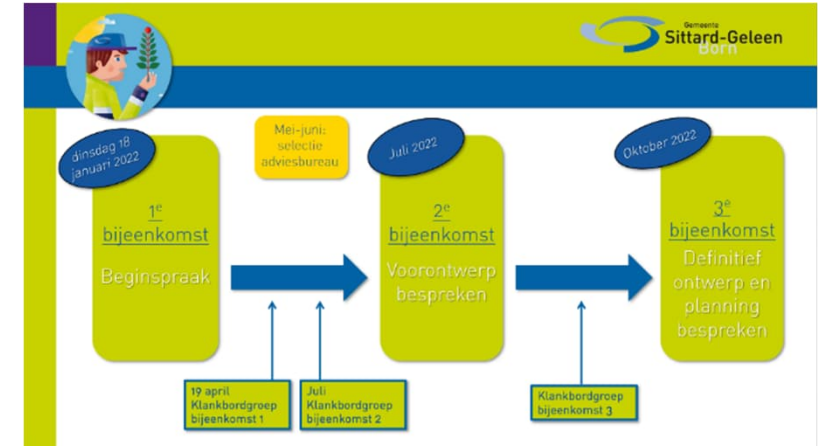 Gemeente
Sittard-Geleen
Born
dinsdag 18
januari 2022
Mei-juni:
selectie
adviesbureau
Juli 2022
Oktober 2022
1e
bijeenkomst
Beginspraak
2e
bijeenkomst
Voorontwerp
bespreken
3e
bijeenkomst
Definitief
ontwerp en
planning
bespreken
19 april
Klankbordgroep
bijeenkomst 1
Juli
Klankbordgroep
bijeenkomst 2
Klankbordgroep
bijeenkomst 3